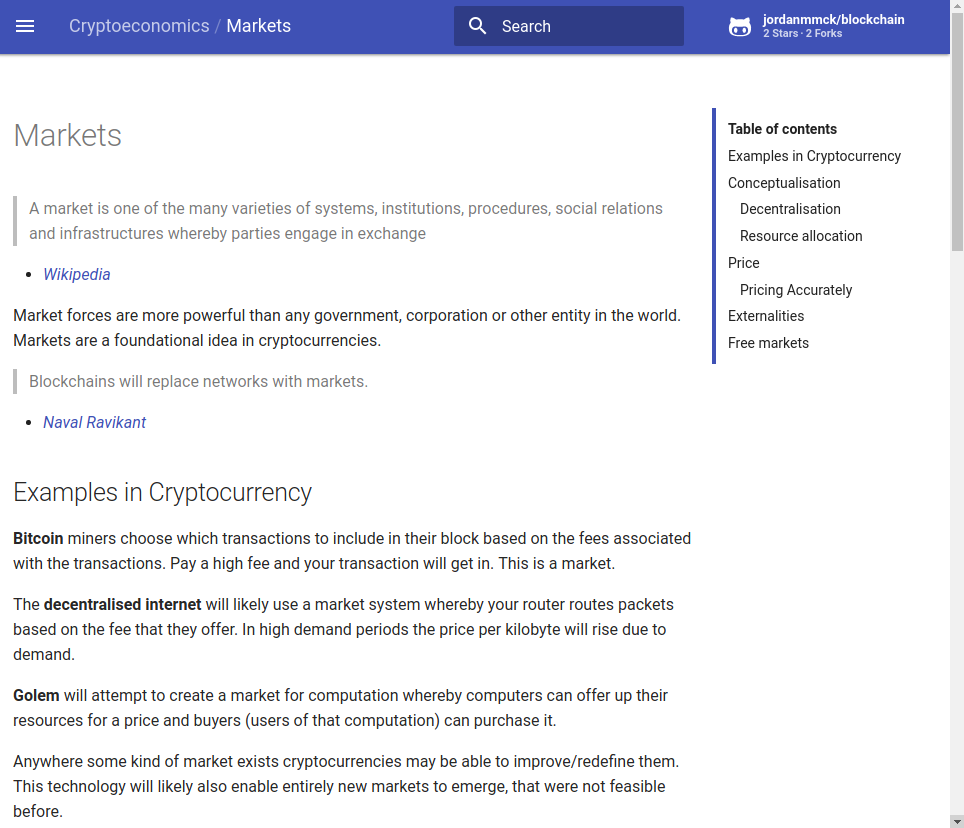 Cryptoeconomics / Markets
Search
jordanmmck/blockchain
2 Stars · 2 Forks
Markets
A market is one of the many varieties of systems, institutions, procedures, social relations
and infrastructures whereby parties engage in exchange
• Wikipedia
Market forces are more powerful than any government, corporation or other entity in the world.
Markets are a foundational idea in cryptocurrencies.
Blockchains will replace networks with markets.
• Naval Ravikant
Examples in Cryptocurrency
Bitcoin miners choose which transactions to include in their block based on the fees associated
with the transactions. Pay a high fee and your transaction will get in. This is a market.
The decentralised internet will likely use a market system whereby your router routes packets
based on the fee that they offer. In high demand periods the price per kilobyte will rise due to
demand.
Golem will attempt to create a market for computation whereby computers can offer up their
resources for a price and buyers (users of that computation) can purchase it.
Anywhere some kind of market exists cryptocurrencies may be able to improve/redefine them.
This technology will likely also enable entirely new markets to emerge, that were not feasible
before.
Table of contents
Examples in Cryptocurrency
Conceptualisation
Decentralisation
Resource allocation
Price
Pricing Accurately
Externalities
Free markets